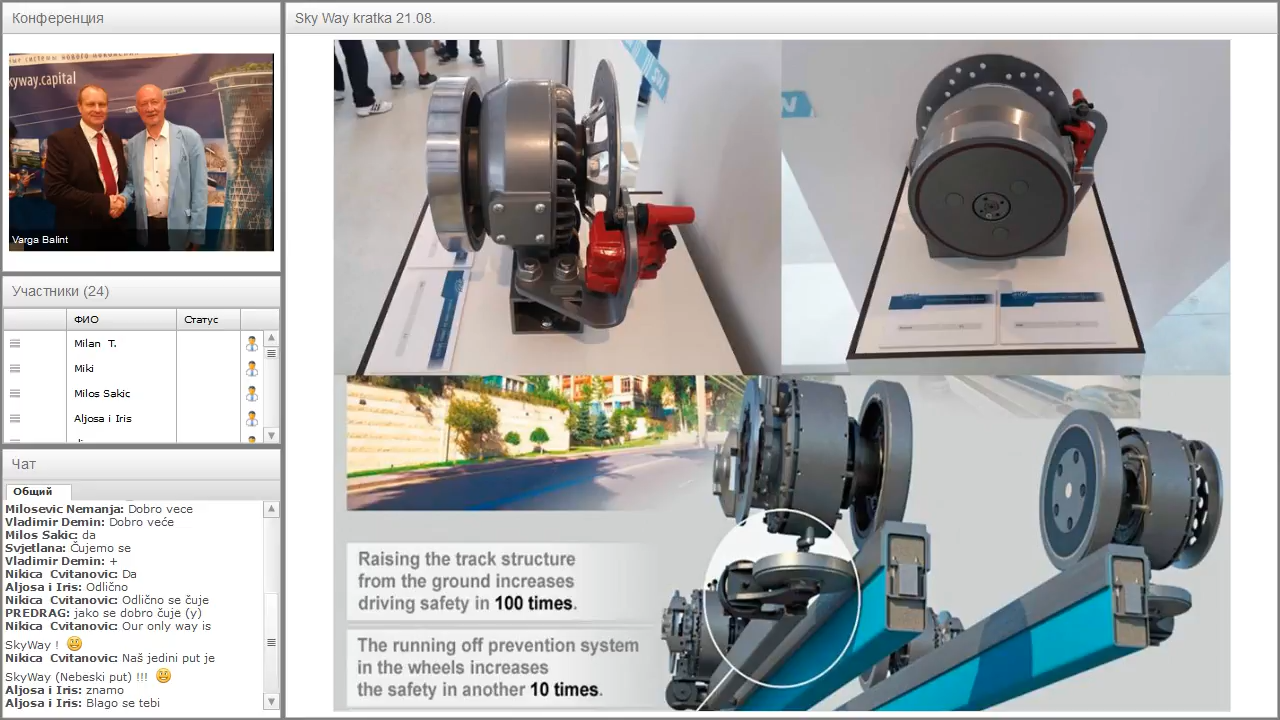 Конференция
skyway.capital
Varga Balint
Участники (24)
ФИО
Статус
Milan T.
Miki
Milos Sakic
Aljosa i Iris
Чат
Общий
Milosevic Nemanja: Dobro vece
Vladimir Demin: Dobro veće
Milos Sakic: da
Svjetlana: Čujemo se
Vladimir Demin: +
Nikica Cvitanovic: Da
Aljosa i Iris: Odlično
Nikica Cvitanovic: Odlično se čuje
PREDRAG: jako se dobro čuje (y)
Nikica Cvitanovic: Our only way is
SkyWay !
Nikica Cvitanovic: Naš jedini put je
SkyWay (Nebeski put) !!!
Aljosa i Iris: znamo
Aljosa i Iris: Blago se tebi
Sky Way kratka 21.08.
Raising the track structure
from the ground increases
driving safety in 100 times.
The running off prevention system
in the wheels increases
the safety in another 10 times.